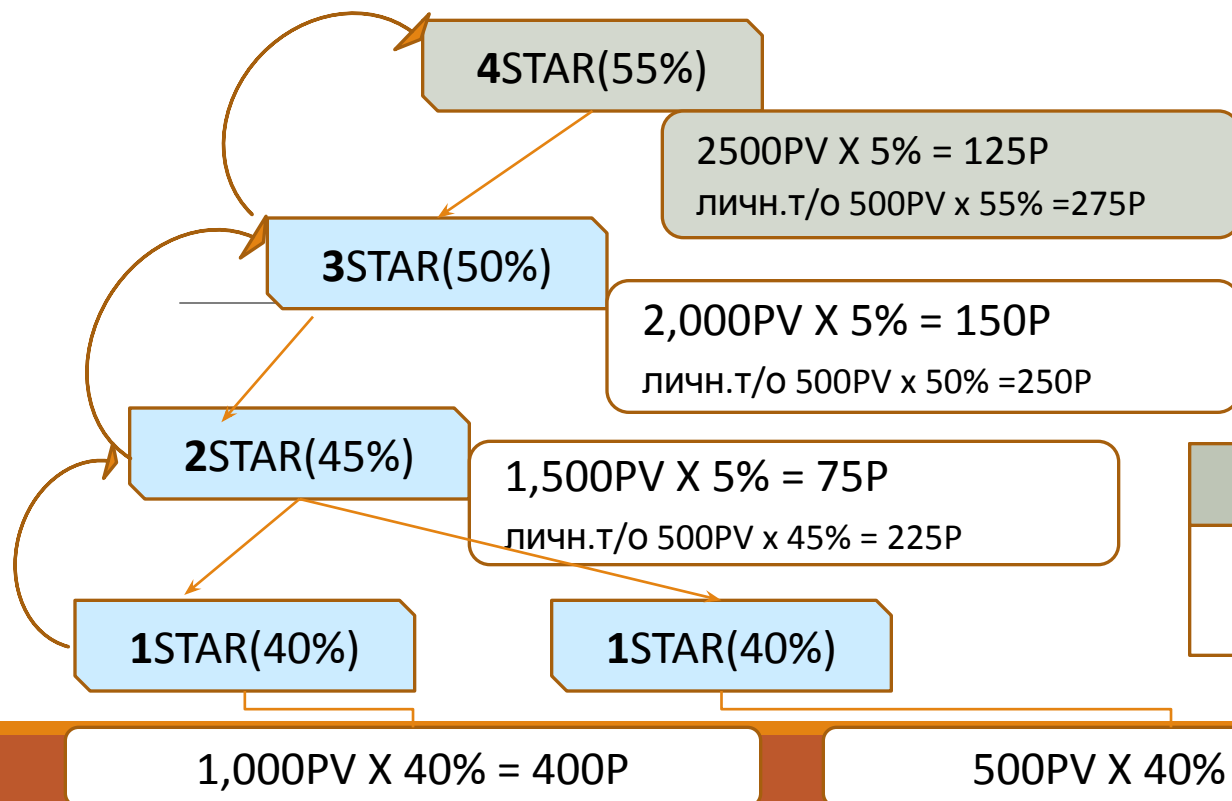 4STAR(55%)
2500PV X 5% = 125P
личн.т/о 500PV x 55% =275P
3STAR(50%)
2,000PV X 5% = 150P
личн.т/о 500PV x 50% =250P
2STAR(45%)
1,500PV X 5% = 75P
личн.т/о 500PV x 45% = 225P
1STAR(40%)
1STAR(40%)
1,000PV X 40% = 400P
500PV X 40%